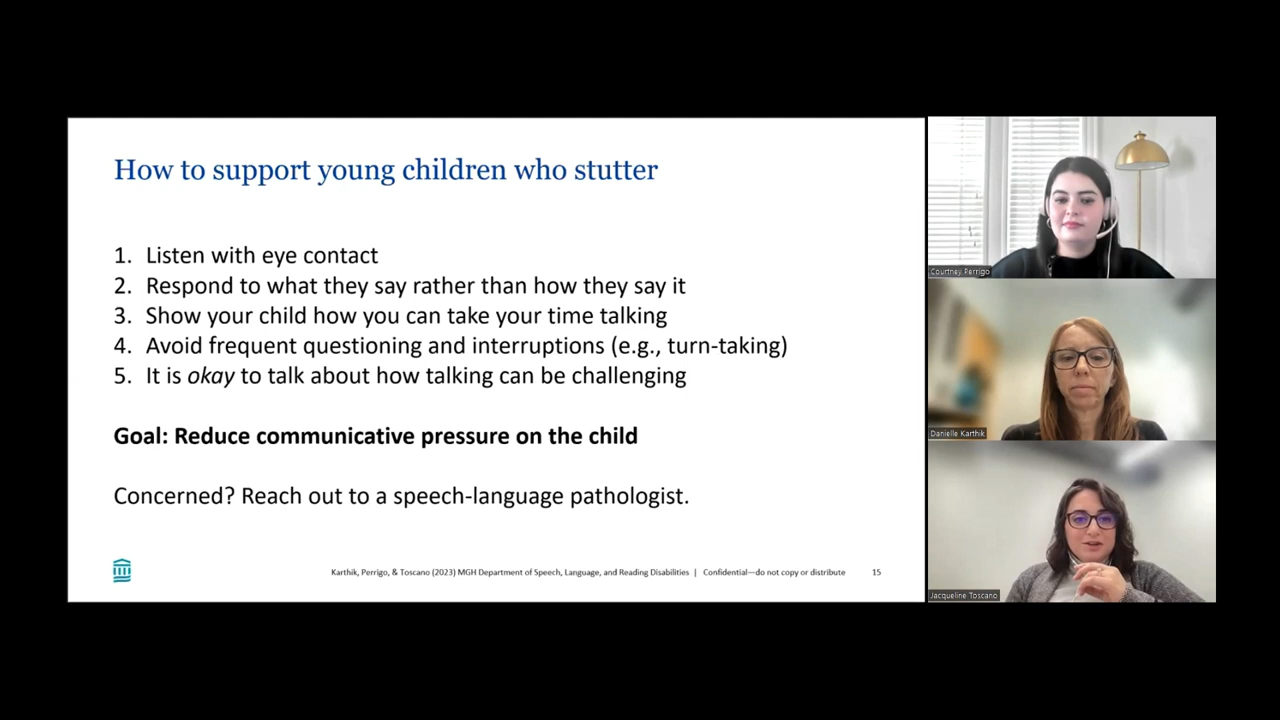 How to support young children who stutter
1. Listen with eye contact
2. Respond to what they say rather than how they say it
3. Show your child how you can take your time talking
4. Avoid frequent questioning and interruptions (e.g., turn-taking)
5. It is okay to talk about how talking can be challenging
Goal: Reduce communicative pressure on the child
Concerned? Reach out to a speech-language pathologist.
Karthik, Perrigo, & Toscano (2023) MGH Department of Speech, Language, and Reading Disabilities | Confidential—do not copy or distribute 15
Courtney Perrigo
Danielle Karthik
Jacqueline Toscano